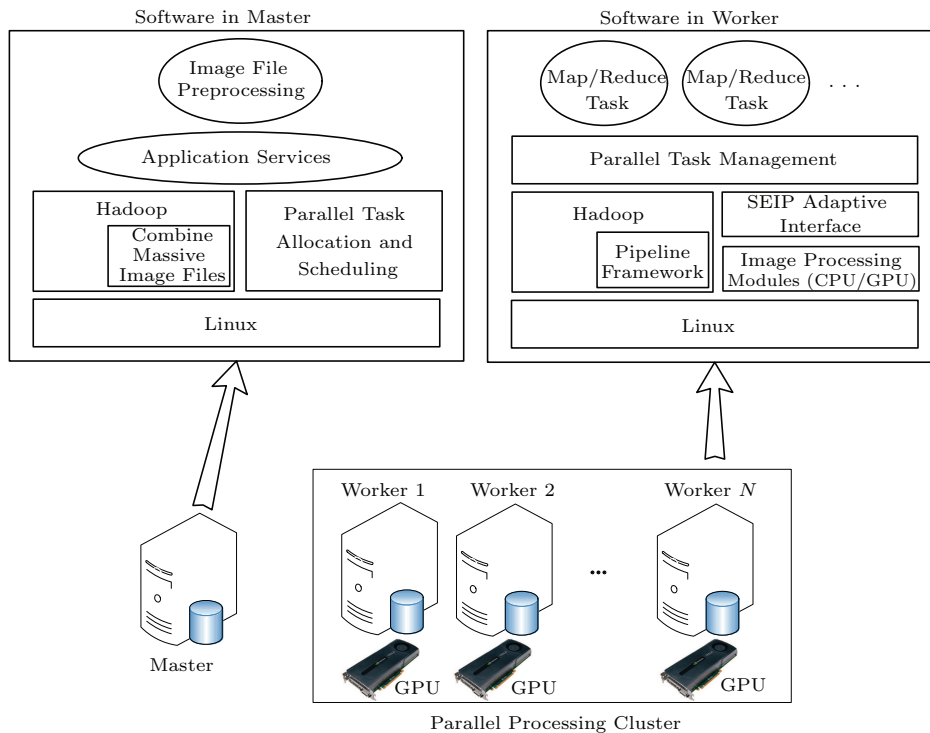 Software in Master
Image File
Preprocessing
Application Services
Hadoop
Combine
Massive
Image Files
Parallel Task
Allocation and
Scheduling
Linux
Software in Worker
Map/Reduce
Task
Map/Reduce
Task
. . .
Parallel Task Management
Hadoop
Pipeline
Framework
SEIP Adaptive
Interface
Image Processing
Modules (CPU/GPU)
Linux
Master
Worker 1
Worker 2
...
Worker N
GPU
GPU
GPU
Parallel Processing Cluster